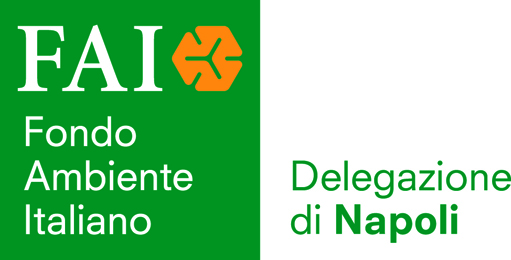 FAI
Fondo
Ambiente
Italiano
Delegazione
di Napoli